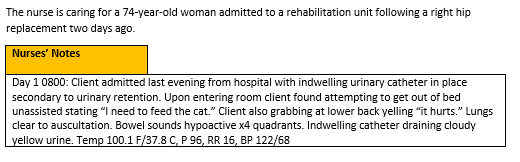 The nurse is caring for a 74-year-old woman admitted to a rehabilitation unit following a right hip
replacement two days ago.
Nurses' Notes
Day 1 0800: Client admitted last evening from hospital with indwelling urinary catheter in place
secondary to urinary retention. Upon entering room client found attempting to get out of bed
unassisted stating "I need to feed the cat." Client also grabbing at lower back yelling "it hurts." Lungs
clear to auscultation. Bowel sounds hypoactive x4 quadrants. Indwelling catheter draining cloudy
yellow urine. Temp 100.1 F/37.8 C, P 96, RR 16, BP 122/68